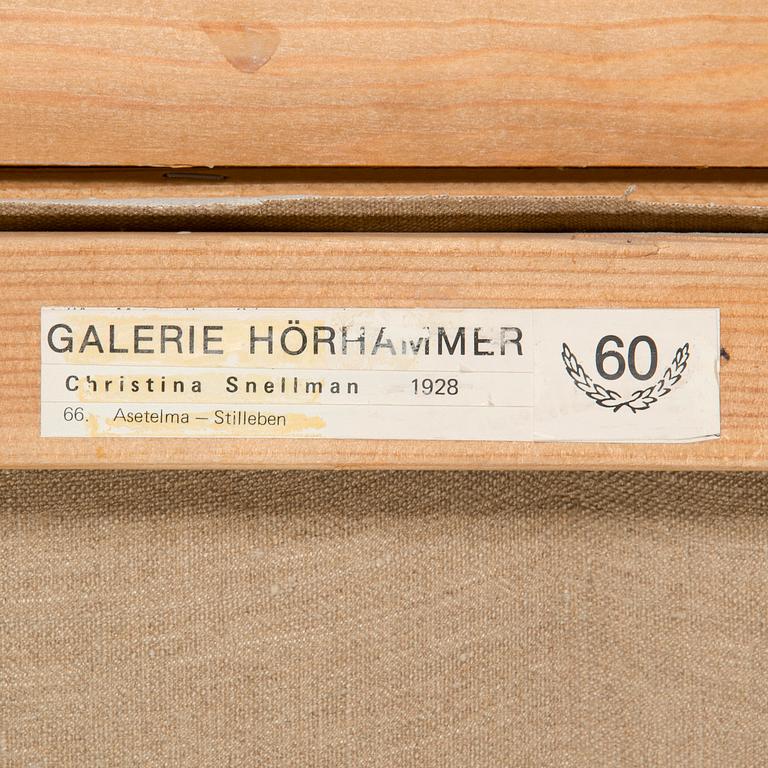 GALERIE HÖRHAMMER
Christina Snellman 1928
66. Asetelma – Stilleben
60